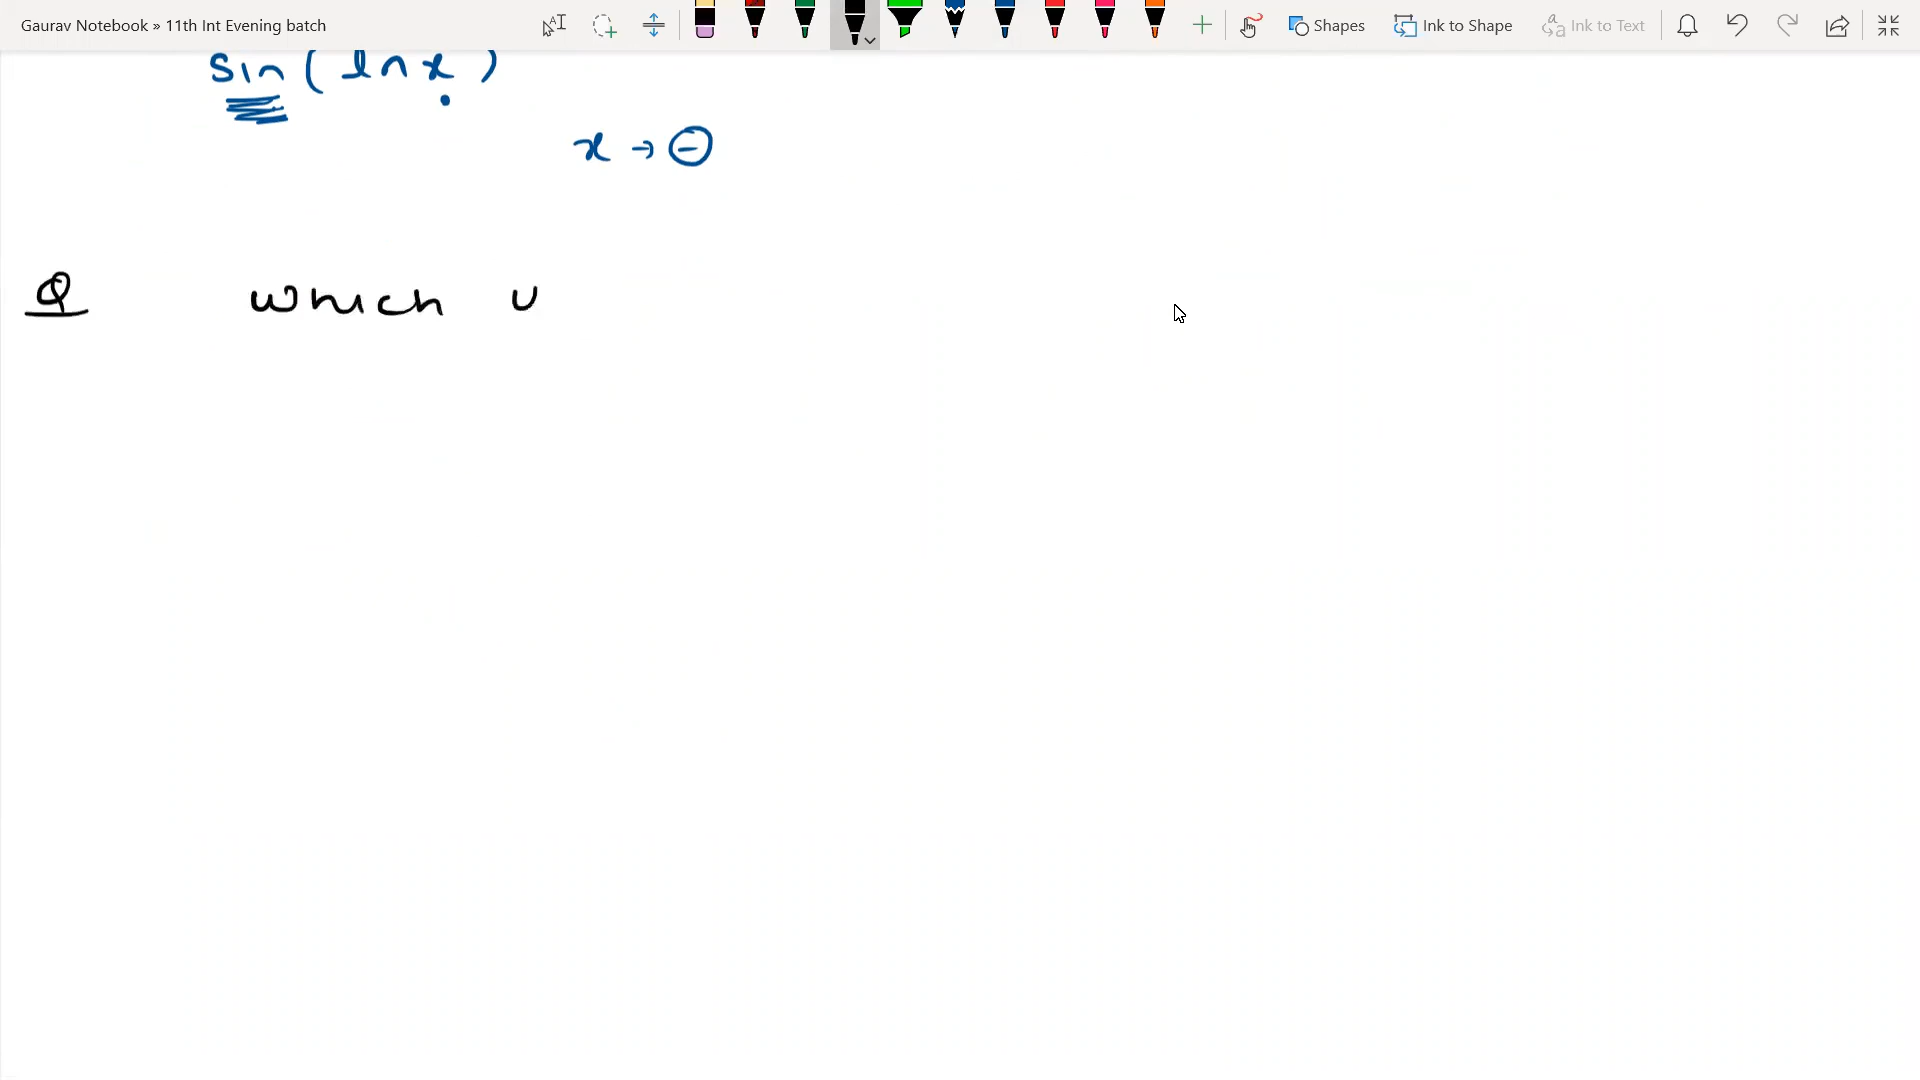 Gaurav Notebook » 11th Int Evening batch
Shapes
Ink to Shape
Ink to Text
sin ( ln x )
x → ⊖
Q which